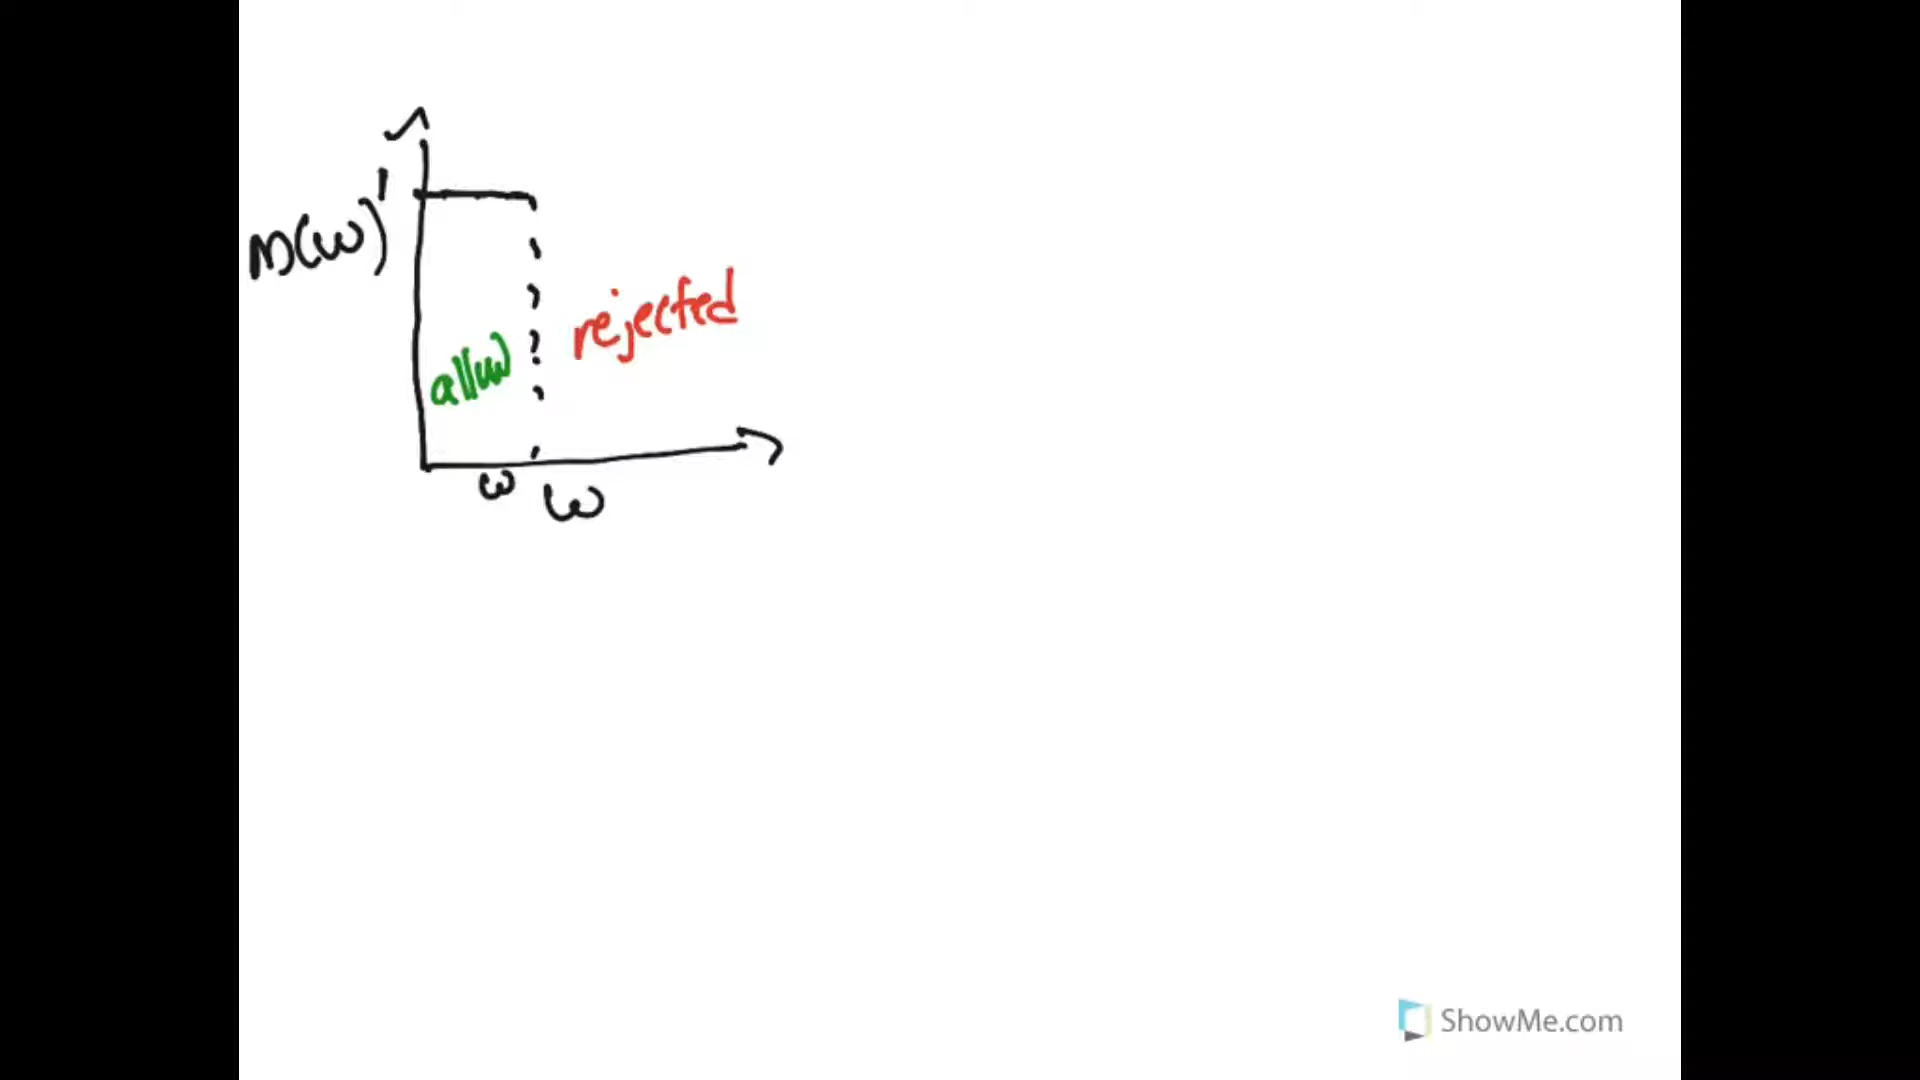 1
M(ω)
rejected
allow
ω
ω
ShowMe.com